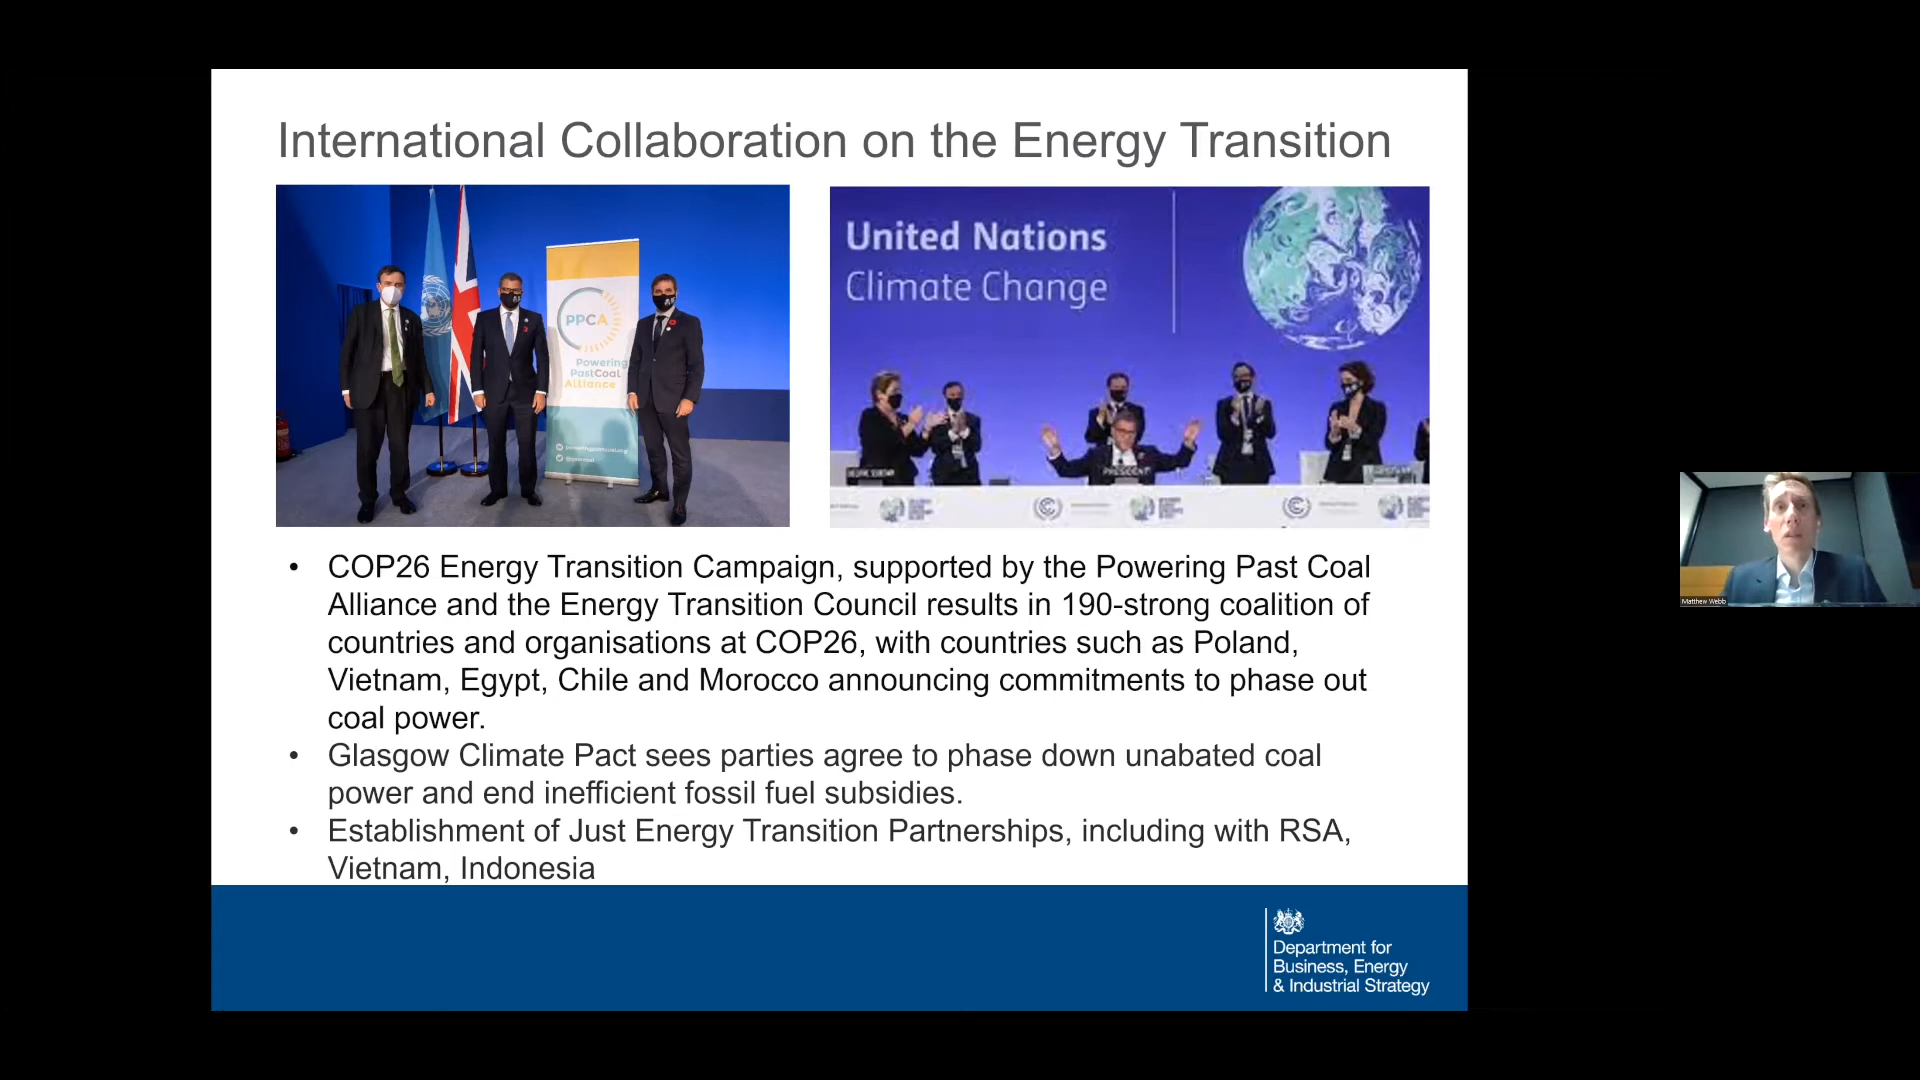 International Collaboration on the Energy Transition
PPCA
Powering
PastCoal
Alliance
United Nations
Climate Change
PRESIDENT
• COP26 Energy Transition Campaign, supported by the Powering Past Coal
Alliance and the Energy Transition Council results in 190-strong coalition of
countries and organisations at COP26, with countries such as Poland,
Vietnam, Egypt, Chile and Morocco announcing commitments to phase out
coal power.
• Glasgow Climate Pact sees parties agree to phase down unabated coal
power and end inefficient fossil fuel subsidies.
• Establishment of Just Energy Transition Partnerships, including with RSA,
Vietnam, Indonesia
Department for
Business, Energy
& Industrial Strategy
Matthew Webb